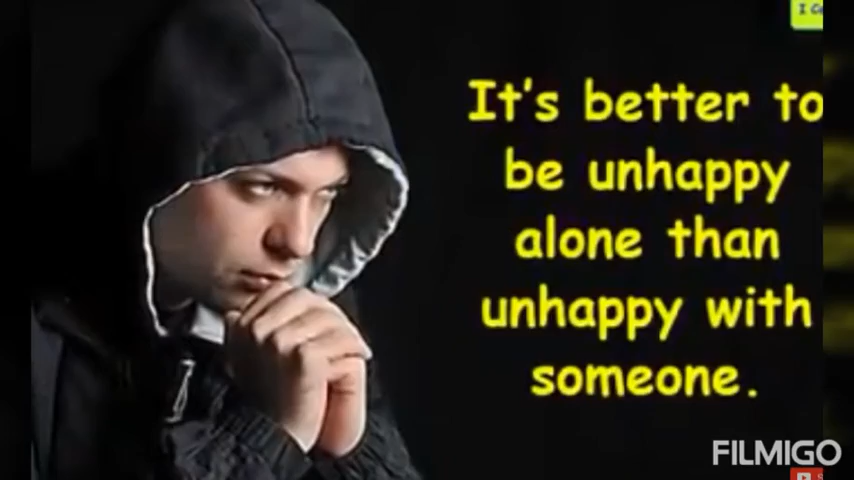 It's better to
be unhappy
alone than
unhappy with
someone.
FILMIGO